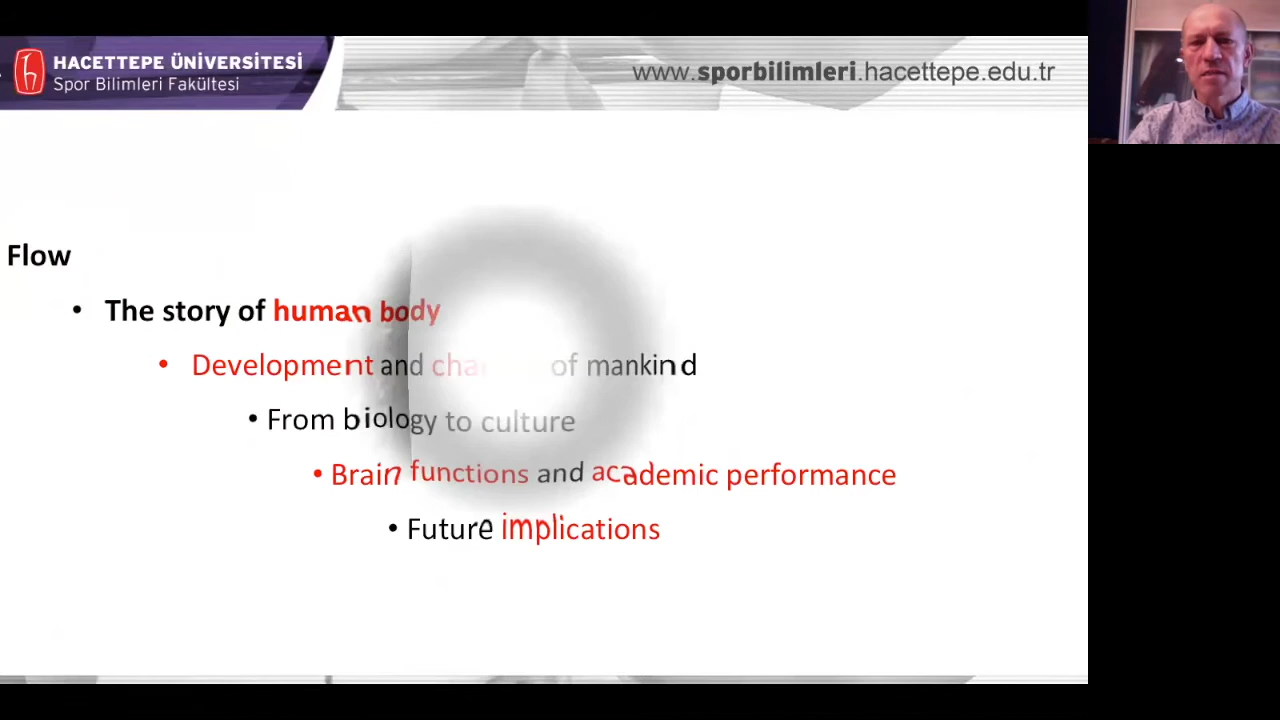 HACETTEPE ÜNİVERSİTESİ
Spor Bilimleri Fakültesi
www.sporbilimleri.hacettepe.edu.tr
Flow
• The story of human body
• Development and of mankind
• From biology to culture
• Brain functions and academic performance
• Future implications